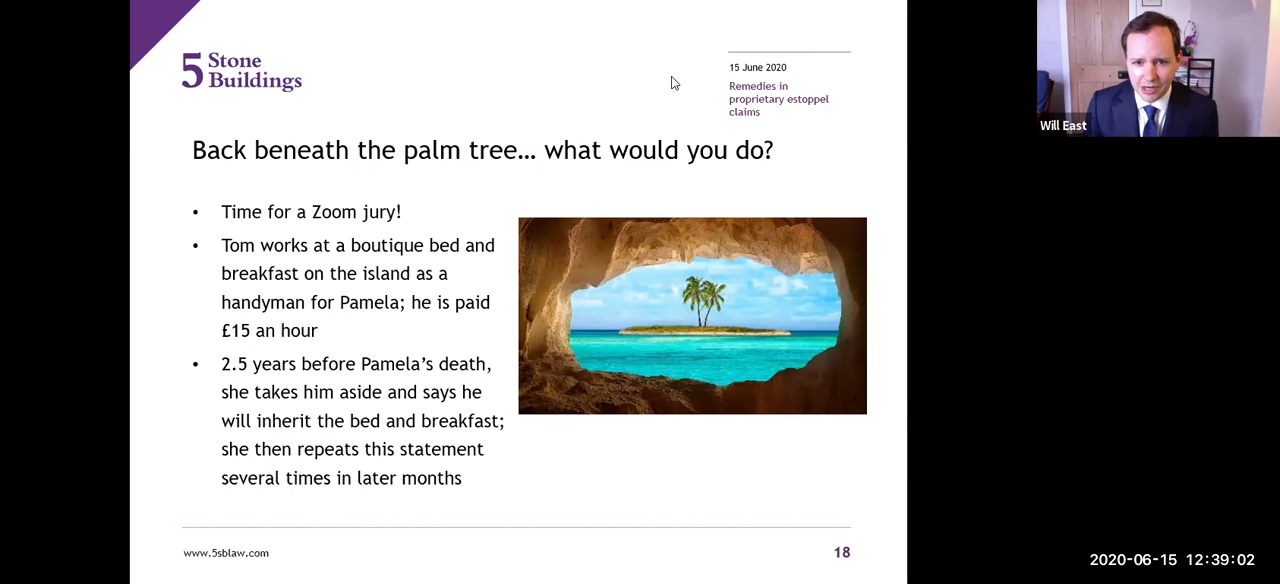 5 Stone
Buildings
15 June 2020
Remedies in
proprietary estoppel
claims
Will East
Back beneath the palm tree… what would you do?
• Time for a Zoom jury!
• Tom works at a boutique bed and
breakfast on the island as a
handyman for Pamela; he is paid
£15 an hour
• 2.5 years before Pamela’s death,
she takes him aside and says he
will inherit the bed and breakfast;
she then repeats this statement
several times in later months
www.5sblaw.com
18
2020-06-15 12:39:02